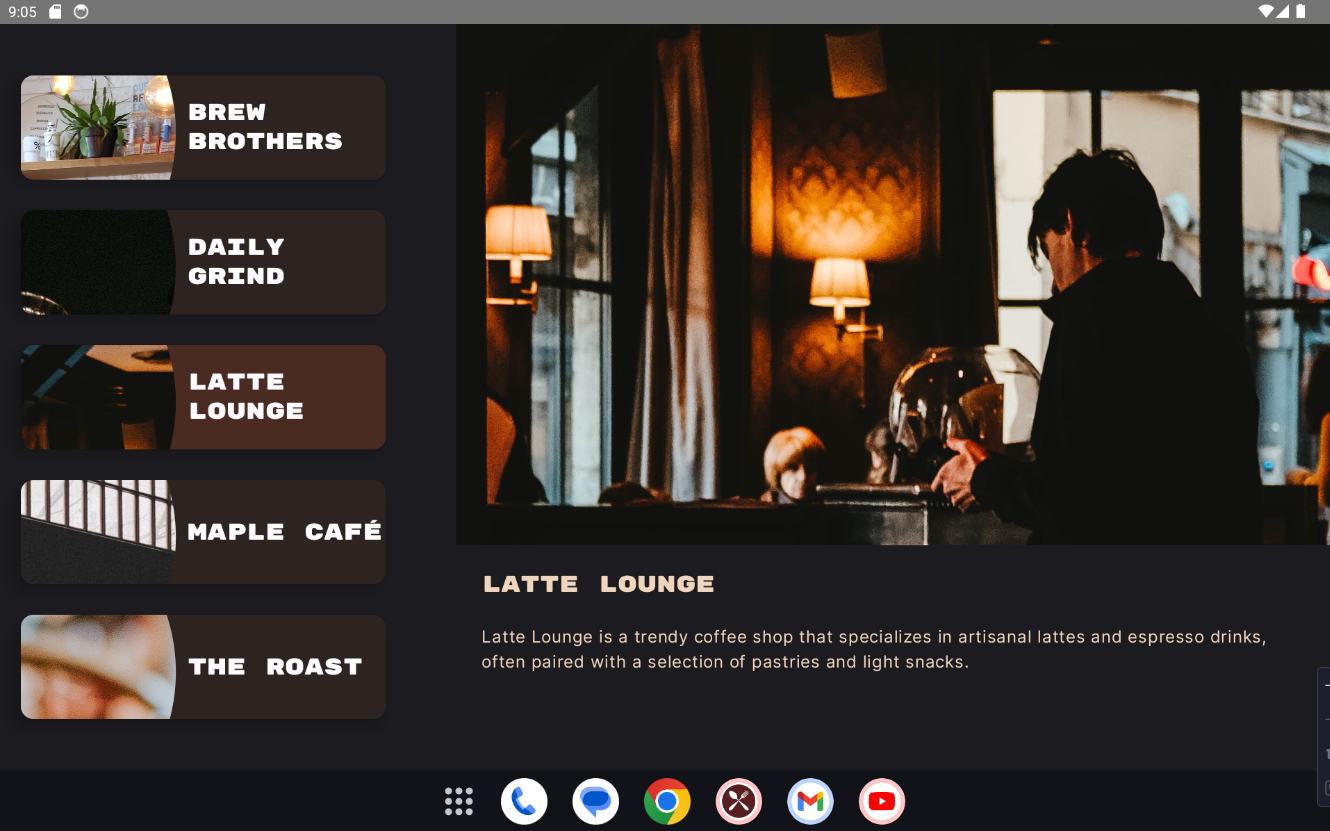 9:05
BREW
BROTHERS
DAILY
GRIND
LATTE
LOUNGE
MAPLE CAFÉ
THE ROAST
LATTE LOUNGE
Latte Lounge is a trendy coffee shop that specializes in artisanal lattes and espresso drinks,
often paired with a selection of pastries and light snacks.